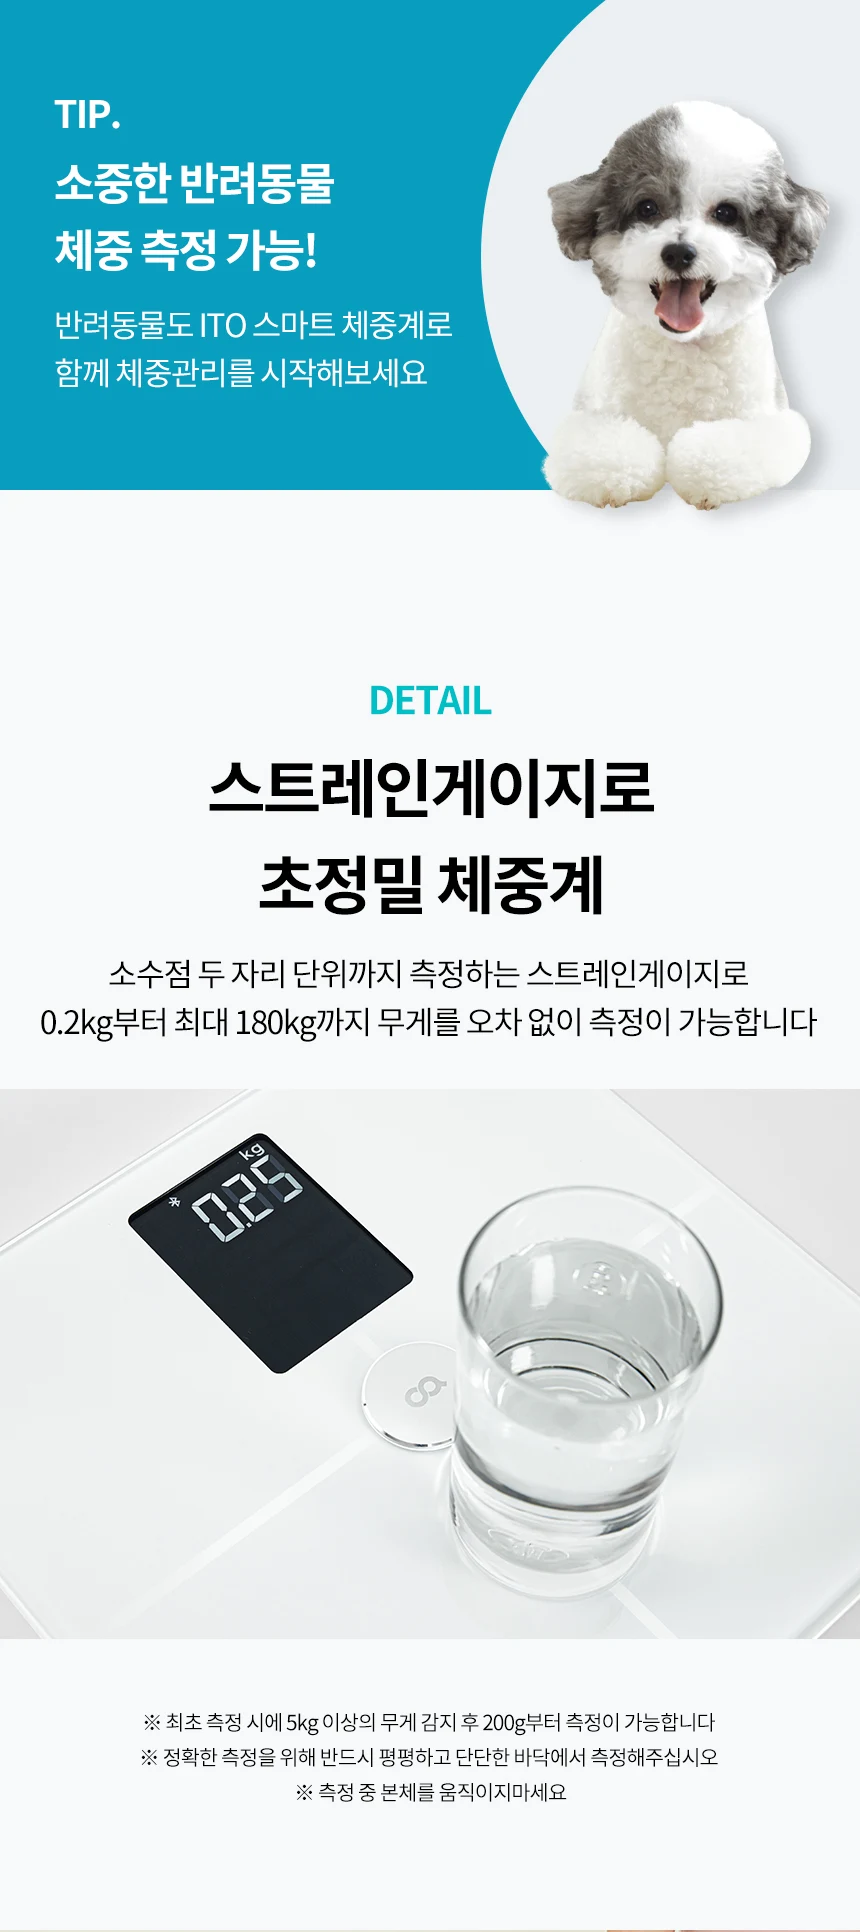 TIP.
소중한 반려동물
체중 측정 가능!
반려동물도 ITO 스마트 체중계로
함께 체중관리를 시작해보세요
DETAIL
스트레인게이지로
초정밀 체중계
소수점 두 자리 단위까지 측정하는 스트레인게이지로
0.2kg부터 최대 180kg까지 무게를 오차 없이 측정이 가능합니다
kg
0.25
※ 최초 측정 시에 5kg 이상의 무게 감지 후 200g부터 측정이 가능합니다
※ 정확한 측정을 위해 반드시 평평하고 단단한 바닥에서 측정해주십시오
※ 측정 중 본체를 움직이지마세요